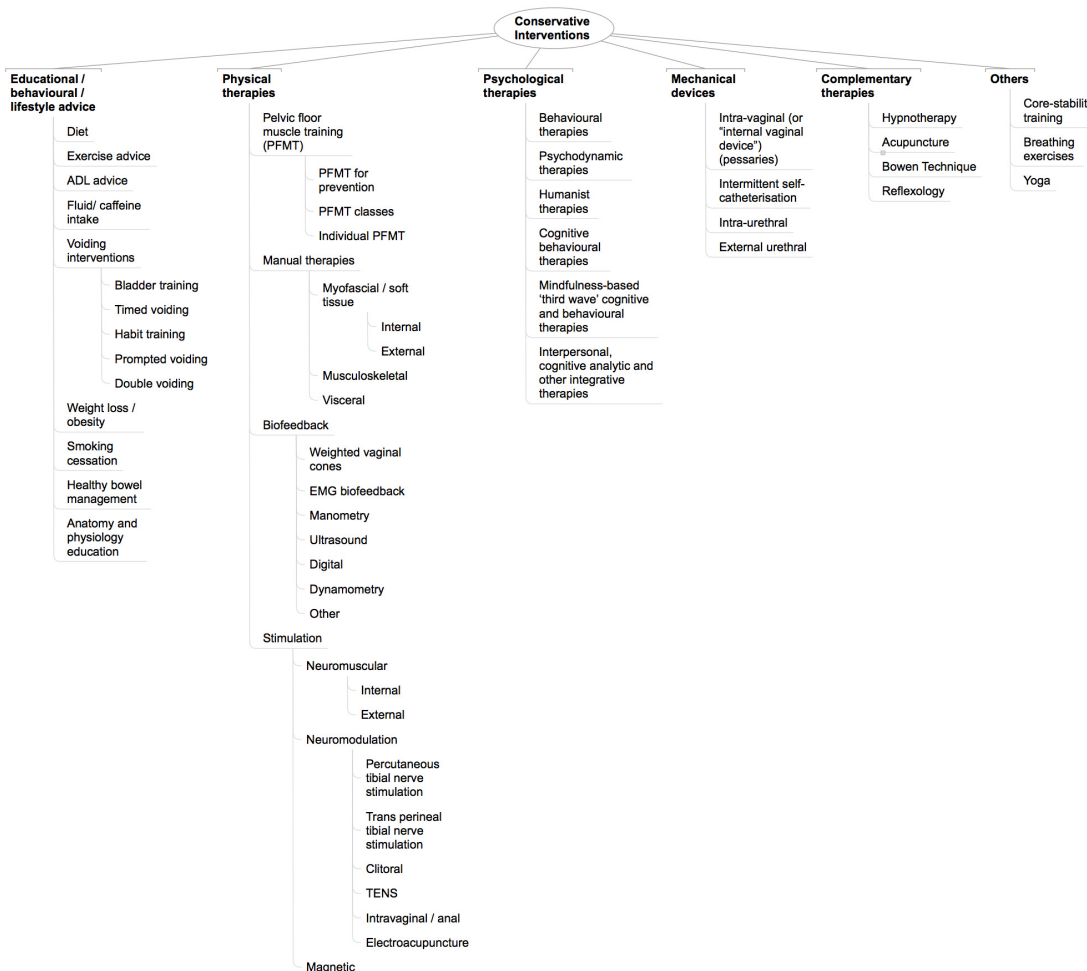 Conservative
Interventions
Educational /
behavioural /
lifestyle advice
Diet
Exercise advice
ADL advice
Fluid/ caffeine
intake
Voiding
interventions
Bladder training
Timed voiding
Habit training
Prompted voiding
Double voiding
Weight loss /
obesity
Smoking
cessation
Healthy bowel
management
Anatomy and
physiology
education
Physical
therapies
Pelvic floor
muscle training
(PFMT)
PFMT for
prevention
PFMT classes
Individual PFMT
Manual therapies
Myofascial / soft
tissue
Internal
External
Musculoskeletal
Visceral
Biofeedback
Weighted vaginal
cones
EMG biofeedback
Manometry
Ultrasound
Digital
Dynamometry
Other
Stimulation
Neuromuscular
Internal
External
Neuromodulation
Percutaneous
tibial nerve
stimulation
Trans perineal
tibial nerve
stimulation
Clitoral
TENS
Intravaginal / anal
Electroacupuncture
Magnetic
Psychological
therapies
Behavioural
therapies
Psychodynamic
therapies
Humanist
therapies
Cognitive
behavioural
therapies
Mindfulness-based
‘third wave’ cognitive
and behavioural
therapies
Interpersonal,
cognitive analytic and
other integrative
therapies
Mechanical
devices
Intra-vaginal (or
“internal vaginal
device”)
(pessaries)
Intermittent self-
catheterisation
Intra-urethral
External urethral
Complementary
therapies
Hypnotherapy
Acupuncture
Bowen Technique
Reflexology
Others
Core-stabilit
training
Breathing
exercises
Yoga